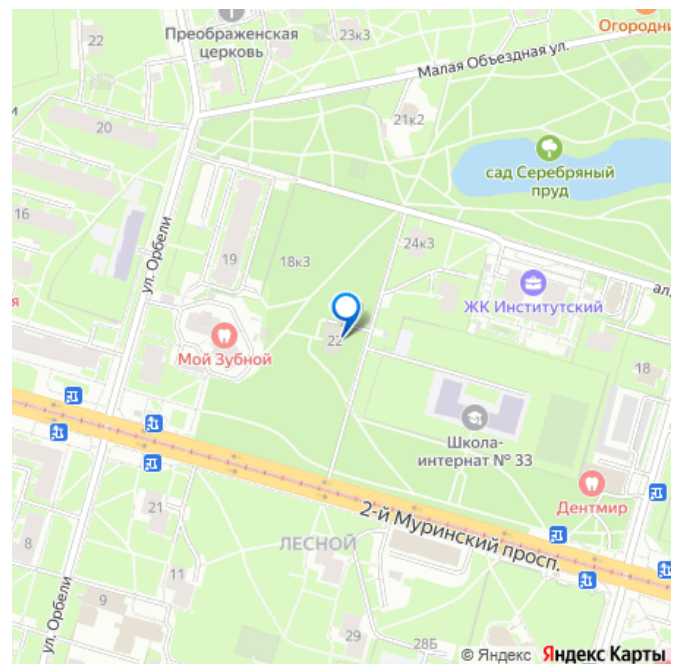 22
Преображенская
церковь
23к3
Огородни
Малая Объездная ул.
20
21к2
сад Серебряный
пруд
16
ул. Орбели
19
18к3
24к3
ал.
ЖК Институтский
я
Мой Зубной
22
18
Школа-
интернат № 33
Дентмир
21
2-й Муринский просп.
ЛЕСНОЙ
8
11
9
ул. Орбели
29
28Б
© Яндекс Яндекс Карты